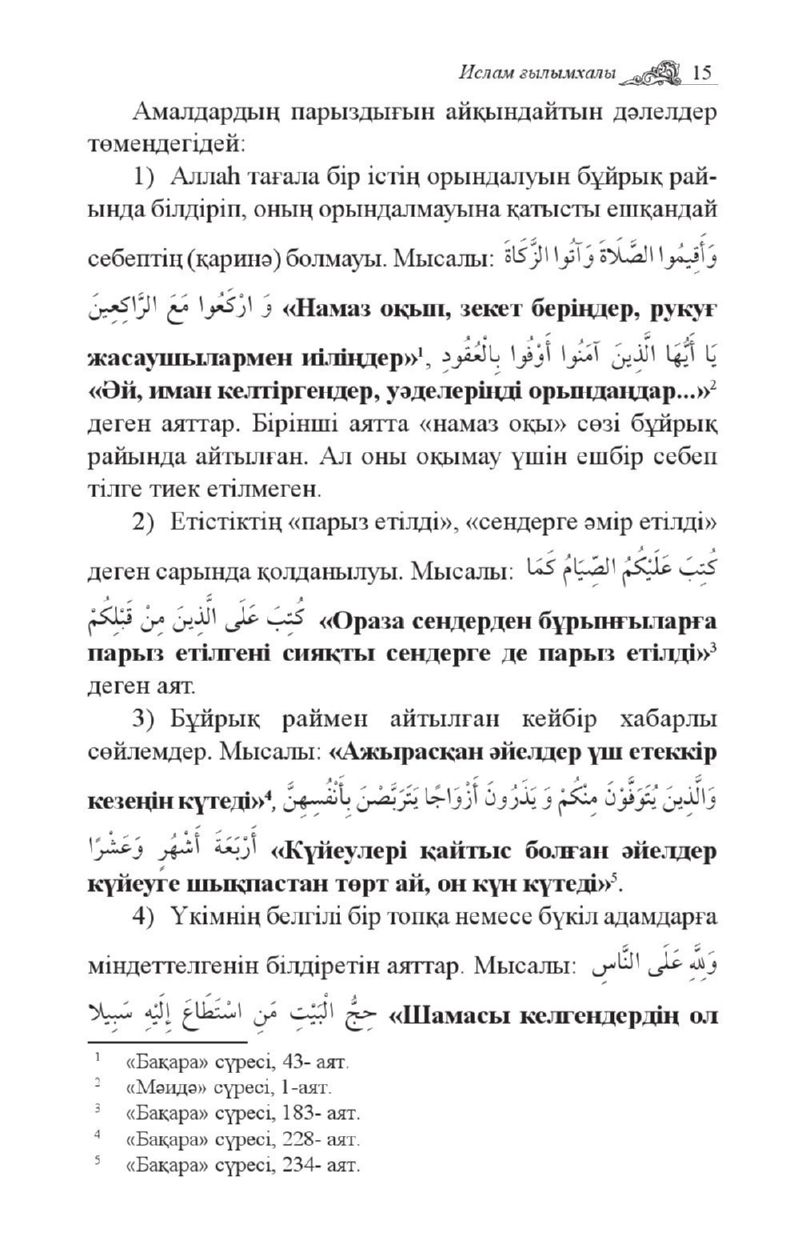 Ислам ғылымхалы 15
Амалдардың парыздығын айқындайтын дәлелдер
төмендегідей:
1) Аллаһ тағала бір істің орындалуын бұйрық рай-
ында білдіріп, оның орындалмауына қатысты ешқандай
себептің (қаринә) болмауы. Мысалы: وَأَقِيمُوا الصَّلَاةَ وَآتُوا الزَّكَاةَ
وَ ارْكَعُوا مَعَ الرَّاكِعِينَ «Намаз оқып, зекет беріңдер, рукуғ
жасаушылармен иіліңдер»¹, يَا أَيُّهَا الَّذِينَ آمَنُوا أَوْفُوا بِالْعُقُودِ
«Әй, иман келтіргендер, уәделеріңді орындаңдар...»²
деген аяттар. Бірінші аятта «намаз оқы» сөзі бұйрық
райында айтылған. Ал оны оқымау үшін ешбір себеп
тілге тиек етілмеген.
2) Етістіктің «парыз етілді», «сендерге әмір етілді»
деген сарында қолданылуы. Мысалы: كُتِبَ عَلَيْكُمُ الصِّيَامُ كَمَا
كُتِبَ عَلَى الَّذِينَ مِنْ قَبْلِكُمْ «Ораза сендерден бұрынғыларға
парыз етілгені сияқты сендерге де парыз етілді»³
деген аят.
3) Бұйрық раймен айтылған кейбір хабарлы
сөйлемдер. Мысалы: «Ажырасқан әйелдер үш етеккір
кезеңін күтеді»⁴, وَالَّذِينَ يُتَوَفَّوْنَ مِنْكُمْ وَ يَذَرُونَ أَزْوَاجًا يَتَرَبَّصْنَ بِأَنْفُسِهِنَّ
أَرْبَعَةَ أَشْهُرٍ وَعَشْرًا «Күйеулері қайтыс болған әйелдер
күйеуге шықпастан төрт ай, он күн күтеді»⁵.
4) Үкімнің белгілі бір топқа немесе бүкіл адамдарға
міндеттелгенін білдіретін аяттар. Мысалы: وَلِلَّهِ عَلَى النَّاسِ
حِجُّ الْبَيْتِ مَنِ اسْتَطَاعَ إِلَيْهِ سَبِيلا «Шамасы келгендердің ол
¹ «Бақара» сүресі, 43- аят.
² «Мәидә» сүресі, 1-аят.
³ «Бақара» сүресі, 183- аят.
⁴ «Бақара» сүресі, 228- аят.
⁵ «Бақара» сүресі, 234- аят.